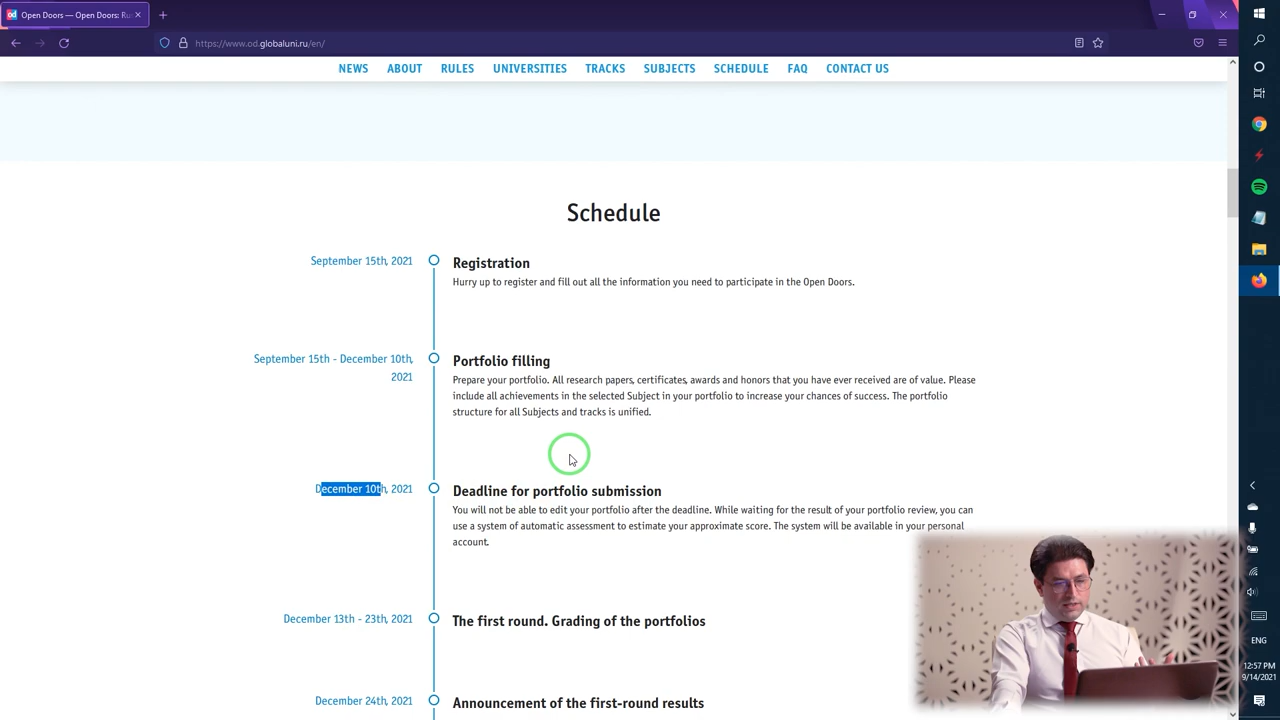 Open Doors — Open Doors: Ru
https://www.od.globaluni.ru/en/
NEWS ABOUT RULES UNIVERSITIES TRACKS SUBJECTS SCHEDULE FAQ CONTACT US
Schedule
September 15th, 2021
Registration
Hurry up to register and fill out all the information you need to participate in the Open Doors.
September 15th - December 10th,
2021
Portfolio filling
Prepare your portfolio. All research papers, certificates, awards and honors that you have ever received are of value. Please
include all achievements in the selected Subject in your portfolio to increase your chances of success. The portfolio
structure for all Subjects and tracks is unified.
December 10th, 2021
Deadline for portfolio submission
You will not be able to edit your portfolio after the deadline. While waiting for the result of your portfolio review, you can
use a system of automatic assessment to estimate your approximate score. The system will be available in your personal
account.
December 13th - 23th, 2021
The first round. Grading of the portfolios
December 24th, 2021
Announcement of the first-round results
ENG
12:57 PM
9/14/2021